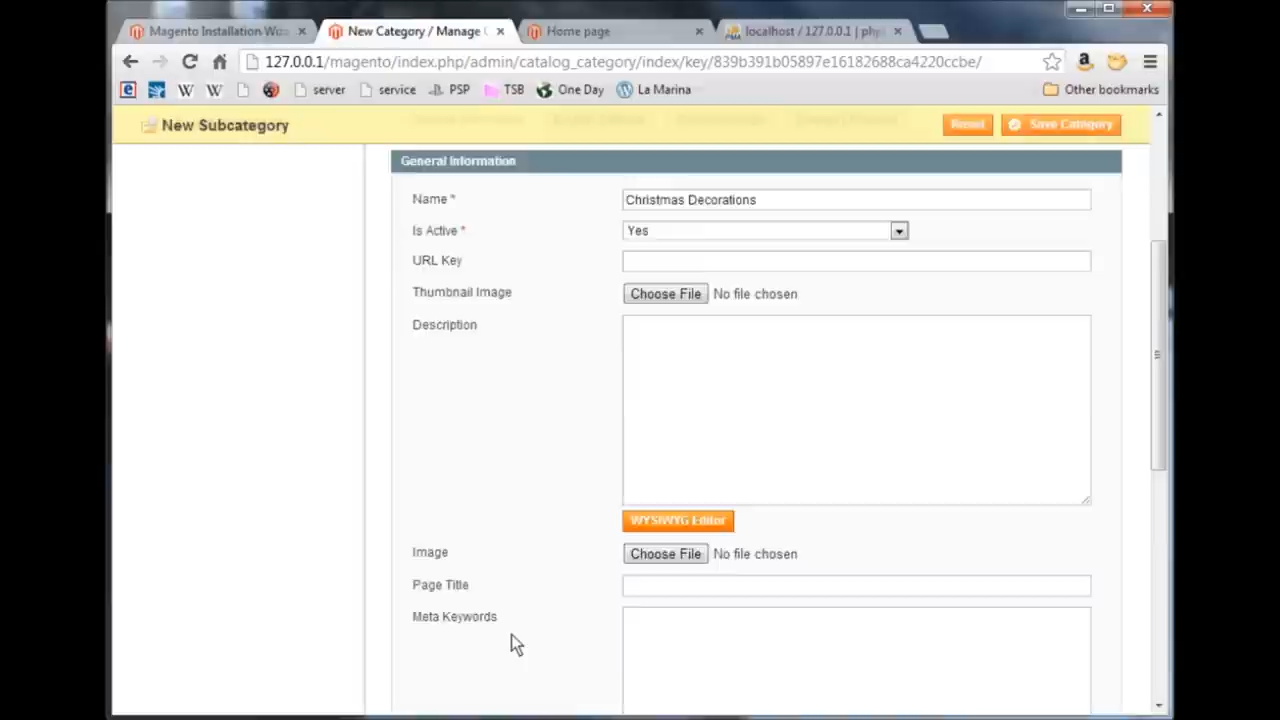 Magento Installation Wiz
New Category / Manage C
Home page
localhost / 127.0.0.1 | ph
127.0.0.1/magento/index.php/admin/catalog_category/index/key/839b391b05897e16182688ca4220ccbe/
server
service
PSP
TSB
One Day
La Marina
Other bookmarks
New Subcategory
Reset
Save Category
General Information
Name *
Christmas Decorations
Is Active *
Yes
URL Key
Thumbnail Image
Choose File No file chosen
Description
WYSIWYG Editor
Image
Choose File No file chosen
Page Title
Meta Keywords